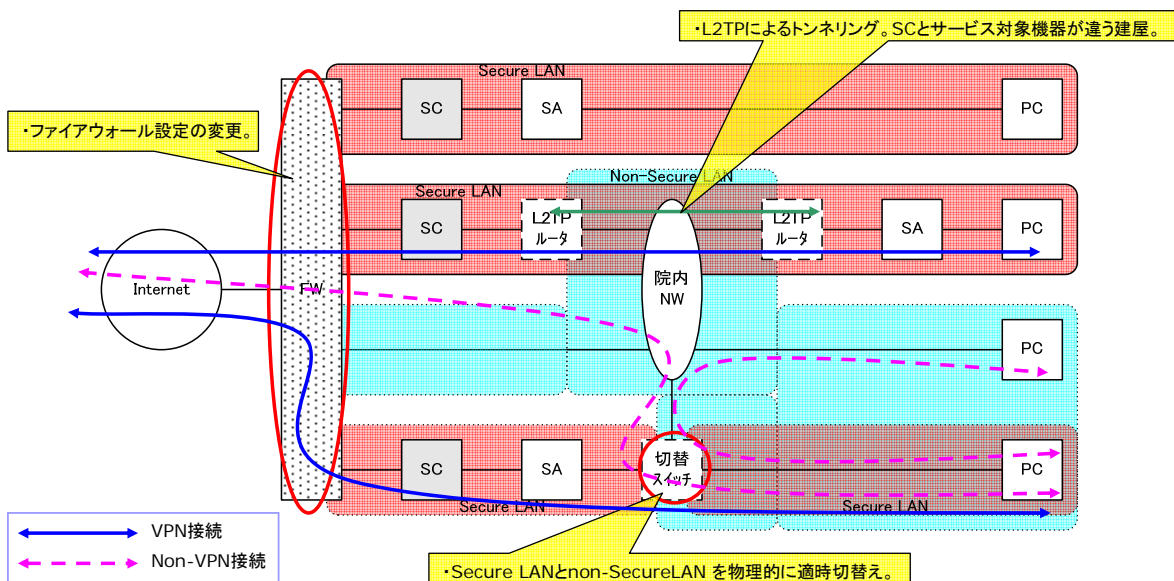 ・L2TPによるトンネリング。SCとサービス対象機器が違う建屋。
Secure LAN
SC
SA
PC
・ファイアウォール設定の変更。
Non-Secure LAN
Secure LAN
SC
L2TP
ルータ
L2TP
ルータ
SA
PC
Internet
FW
院内
NW
PC
SC
SA
切替
スイッチ
PC
Secure LAN
Secure LAN
VPN接続
Non-VPN接続
・Secure LANとnon-SecureLAN を物理的に適時切替え。